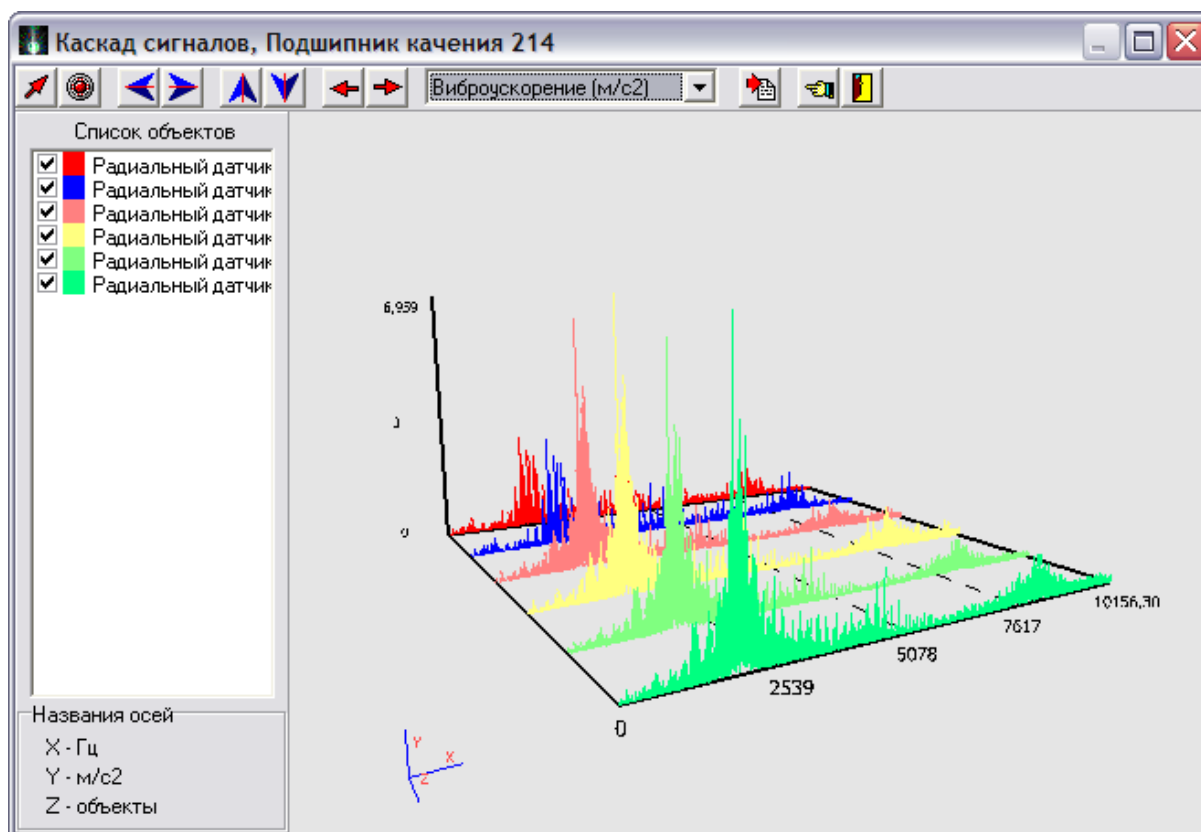 Каскад сигналов, Подшипник качения 214
Виброускорение (м/с2)
Список объектов
Радиальный датчик
Радиальный датчик
Радиальный датчик
Радиальный датчик
Радиальный датчик
Радиальный датчик
6,959
0
10156,30
7617
5078
2539
0
Y
X
Z
Названия осей
X - Гц
Y - м/с2
Z - объекты